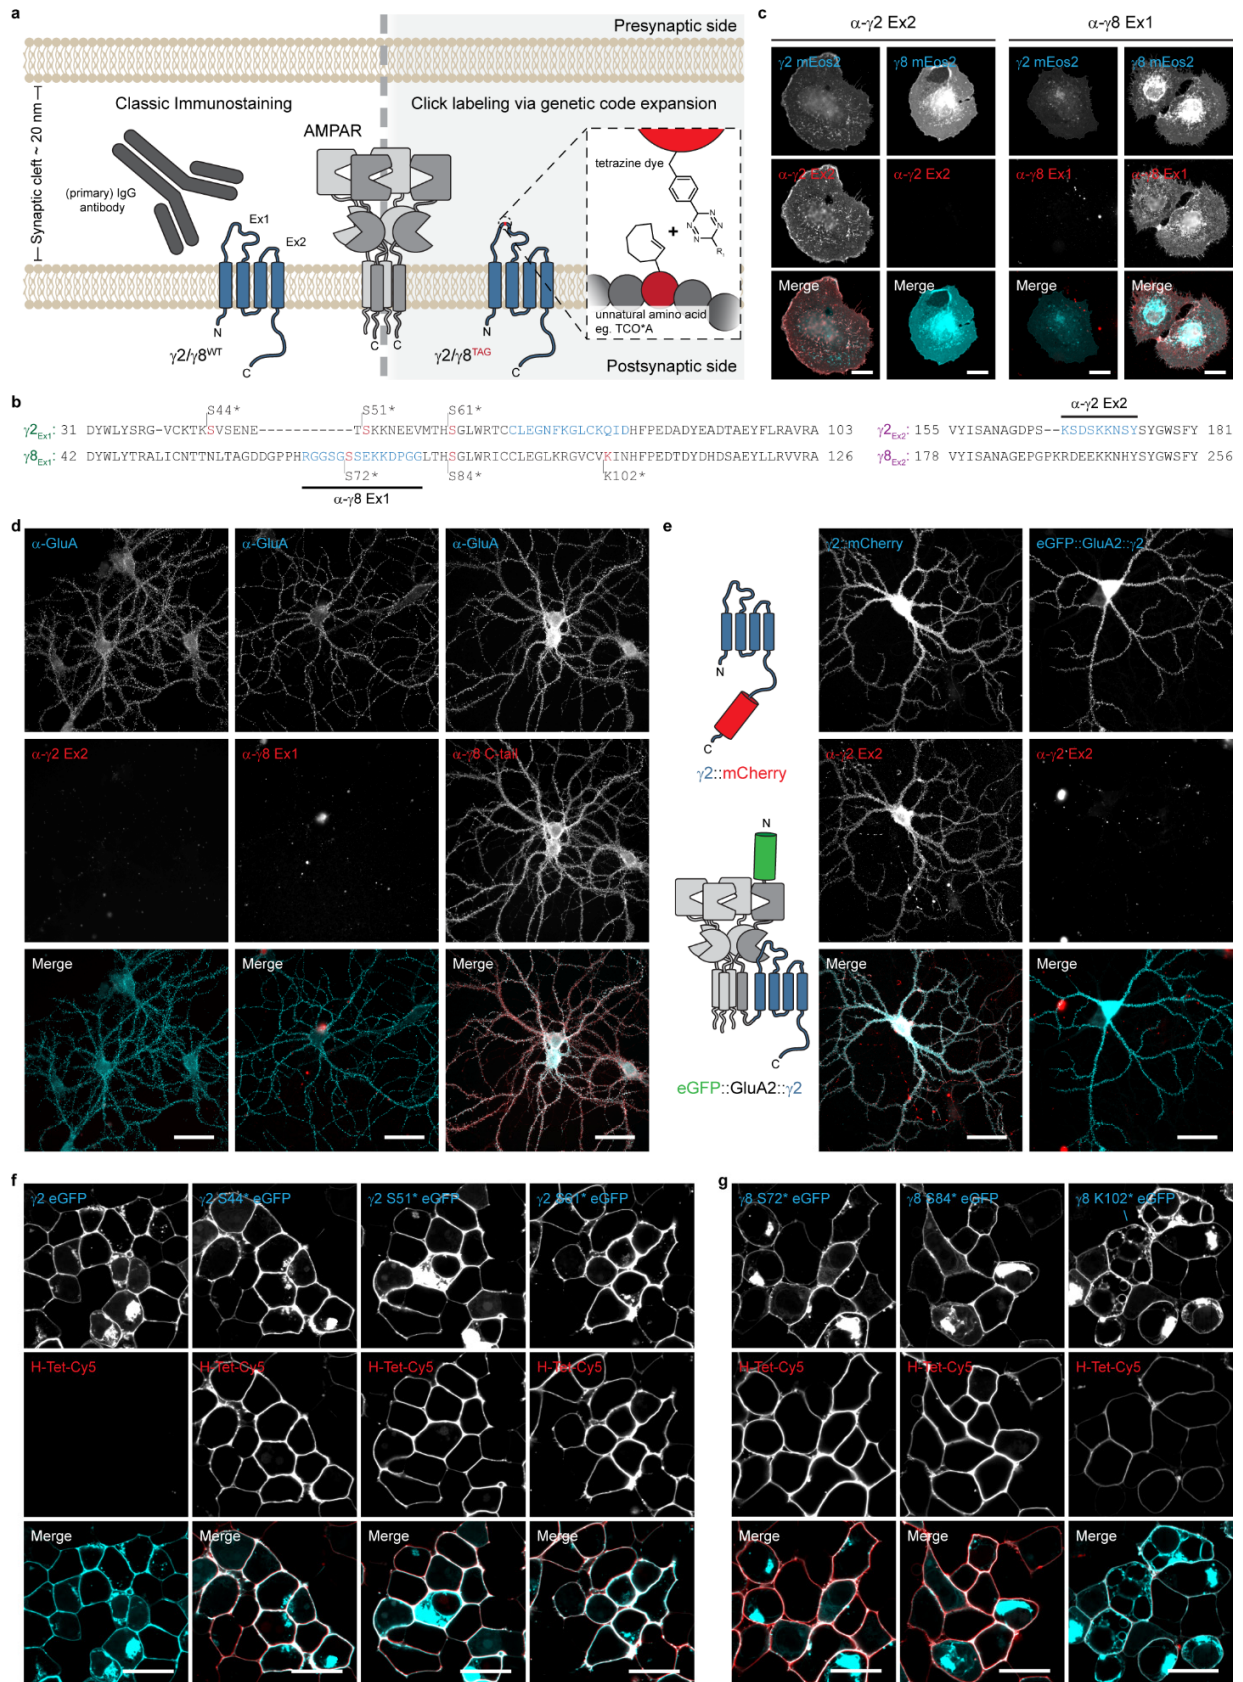 a
Presynaptic side
Classic Immunostaining
Click labeling via genetic code expansion
Synaptic cleft ~ 20 nm
AMPAR
(primary) IgG
antibody
Ex1
Ex2
tetrazine dye
+
R
unnatural amino acid
eg. TCO*A
N
C
γ2/γ8WT
C
C
N
C
γ2/γ8TAG
Postsynaptic side
c
α-γ2 Ex2
α-γ8 Ex1
γ2 mEos2
γ8 mEos2
γ2 mEos2
γ8 mEos2
α-γ2 Ex2
α-γ2 Ex2
α-γ8 Ex1
α-γ8 Ex1
Merge
Merge
Merge
Merge
b
S44*
S51*
S61*
γ2Ex1: 31 DYWLYSRG-VCKTKSVSENE------------TSKKNEEVMTHSGLWRTCCLEGNFKGLCKQIDHFPEDADYEADTAEYFLRAVRA 103
γ8Ex1: 42 DYWLYTRALICNTTNLTAGDDGPPHRGGSGSSEKKDPGGLTHSGLWRICCLEGLKRGVCVKINHFPEDTDYDHDSAEYLLRVVRA 126
S72*
S84*
K102*
α-γ8 Ex1
α-γ2 Ex2
γ2Ex2: 155 VYISANAGDPS--KSDSKKNSYSYGWSFY 181
γ8Ex2: 178 VYISANAGEPGPKRDEEKKNHYSYGWSFY 256
d
α-GluA
α-GluA
α-GluA
α-γ2 Ex2
α-γ8 Ex1
α-γ8 C-tail
Merge
Merge
Merge
e
N
C
γ2::mCherry
N
C
eGFP::GluA2::γ2
γ2::mCherry
eGFP::GluA2::γ2
α-γ2 Ex2
α-γ2 Ex2
Merge
Merge
f
γ2 eGFP
γ2 S44* eGFP
γ2 S51* eGFP
γ2 S61* eGFP
H-Tet-Cy5
H-Tet-Cy5
H-Tet-Cy5
H-Tet-Cy5
Merge
Merge
Merge
Merge
g
γ8 S72* eGFP
γ8 S84* eGFP
γ8 K102* eGFP
H-Tet-Cy5
H-Tet-Cy5
H-Tet-Cy5
Merge
Merge
Merge